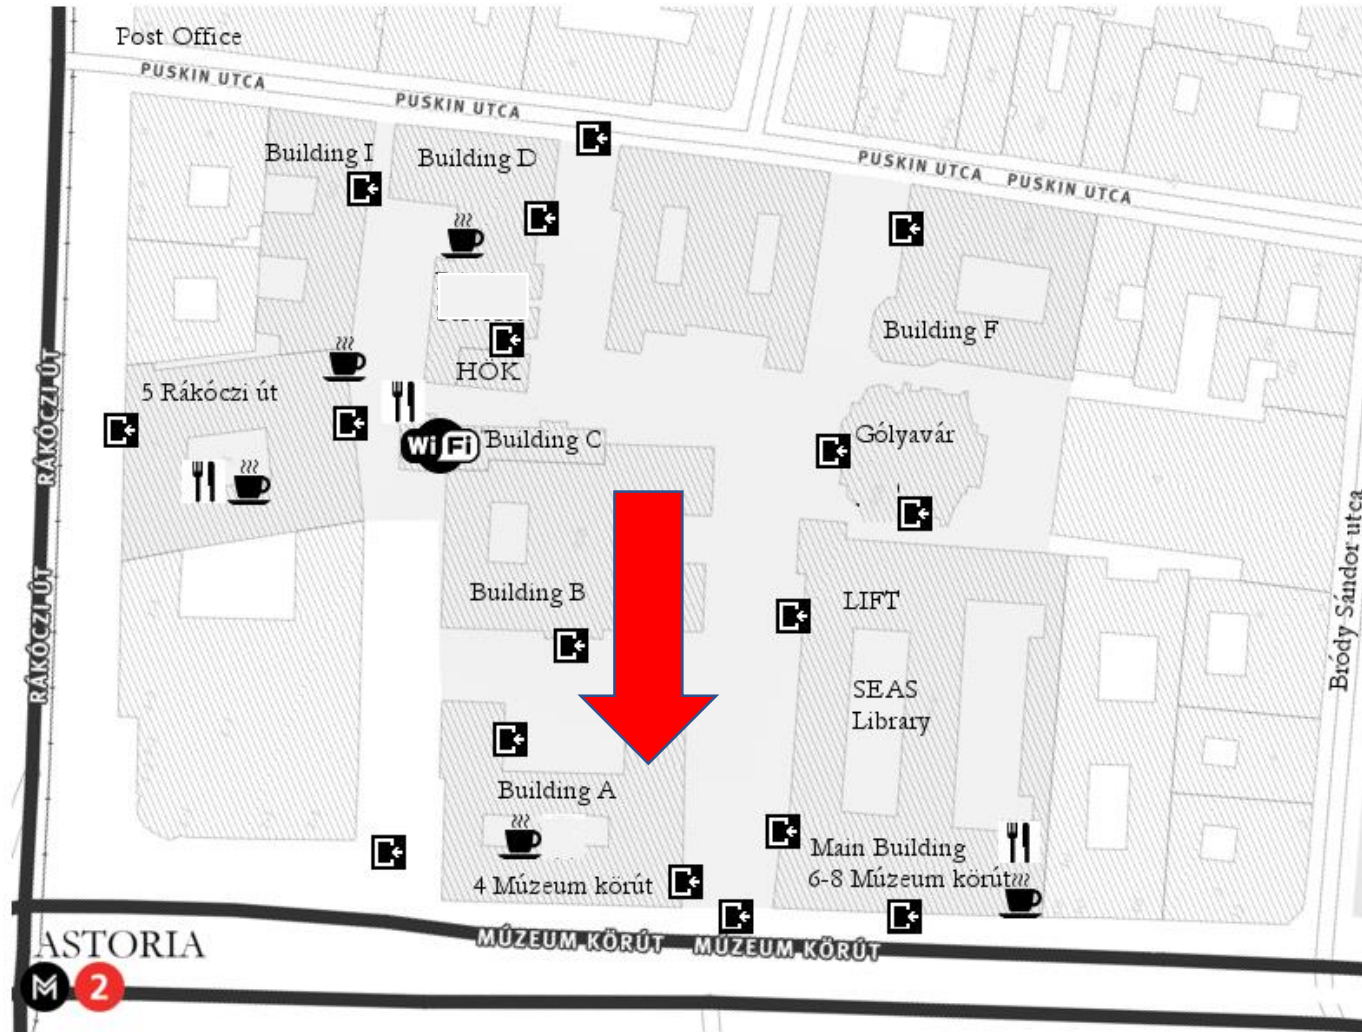 Post Office
PUSKIN UTCA
PUSKIN UTCA
PUSKIN UTCA PUSKIN UTCA
Building I
Building D
Building F
HÖK
5 Rákóczi út
RÁKÓCZI ÚT
WiFi
Building C
Gólyavár
Building B
LIFT
RÁKÓCZI ÚT
SEAS
Library
Bródy Sándor utca
Building A
Main Building
6-8 Múzeum körút
4 Múzeum körút
MÚZEUM KÖRÚT MÚZEUM KÖRÚT
ASTORIA
M 2